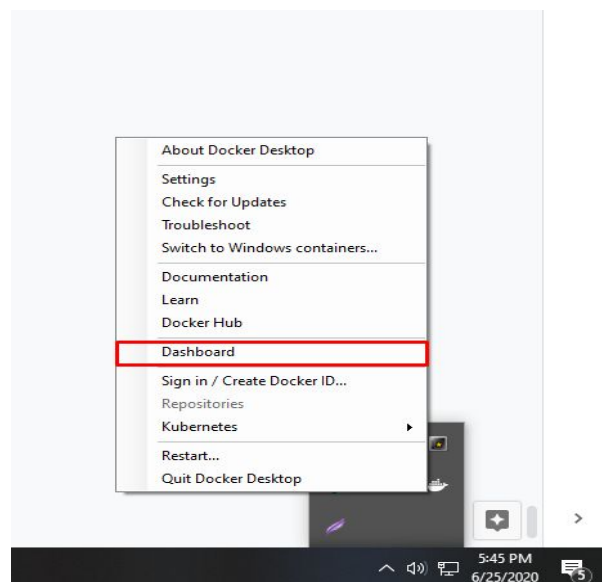 About Docker Desktop
Settings
Check for Updates
Troubleshoot
Switch to Windows containers...
Documentation
Learn
Docker Hub
Dashboard
Sign in / Create Docker ID...
Repositories
Kubernetes
Restart...
Quit Docker Desktop
5:45 PM
6/25/2020
5